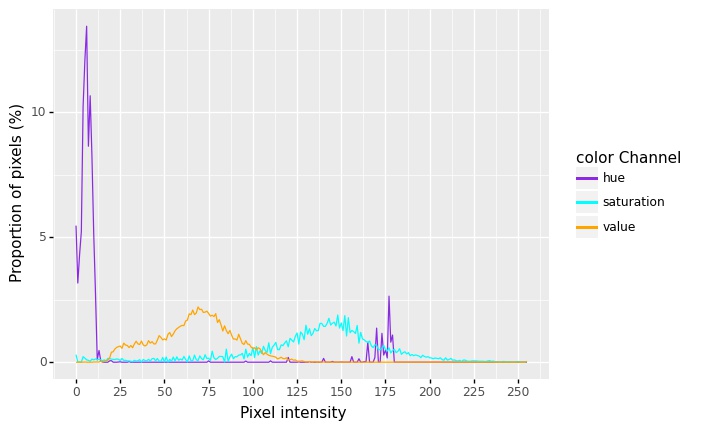 10
5
0
0
25
50
75
100
125
150
175
200
225
250
Pixel intensity
Proportion of pixels (%)
color Channel
hue
saturation
value